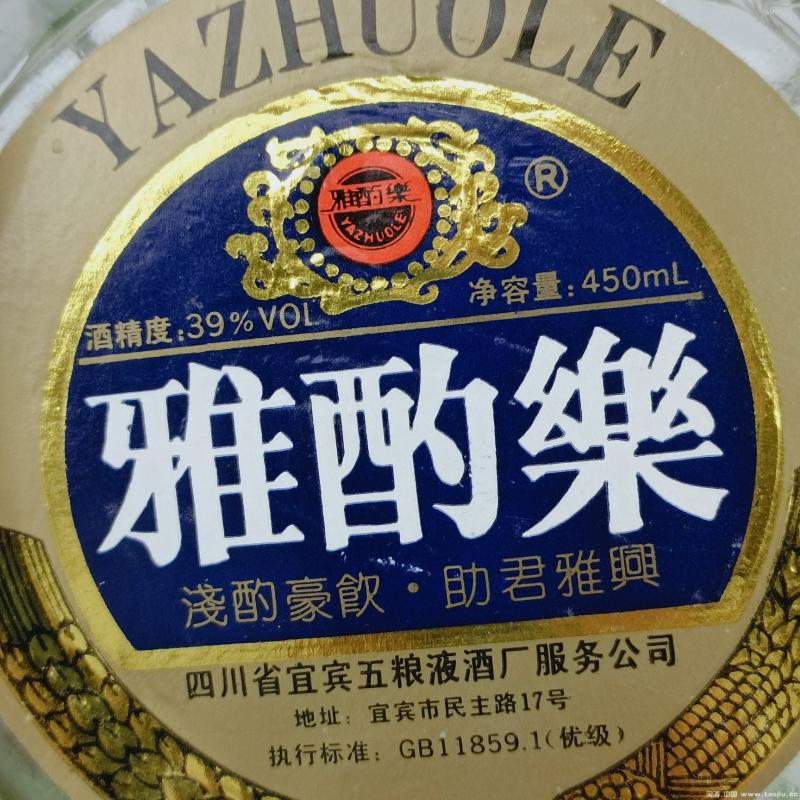 YAZHUOLE
雅酌樂
YAZHUOLE
®
酒精度:39%VOL
净容量:450mL
雅酌樂
淺酌豪飲·助君雅興
四川省宜宾五粮液酒厂服务公司
地址：宜宾市民主路17号
执行标准：GB11859.1(优级)
www.taojiu.cn